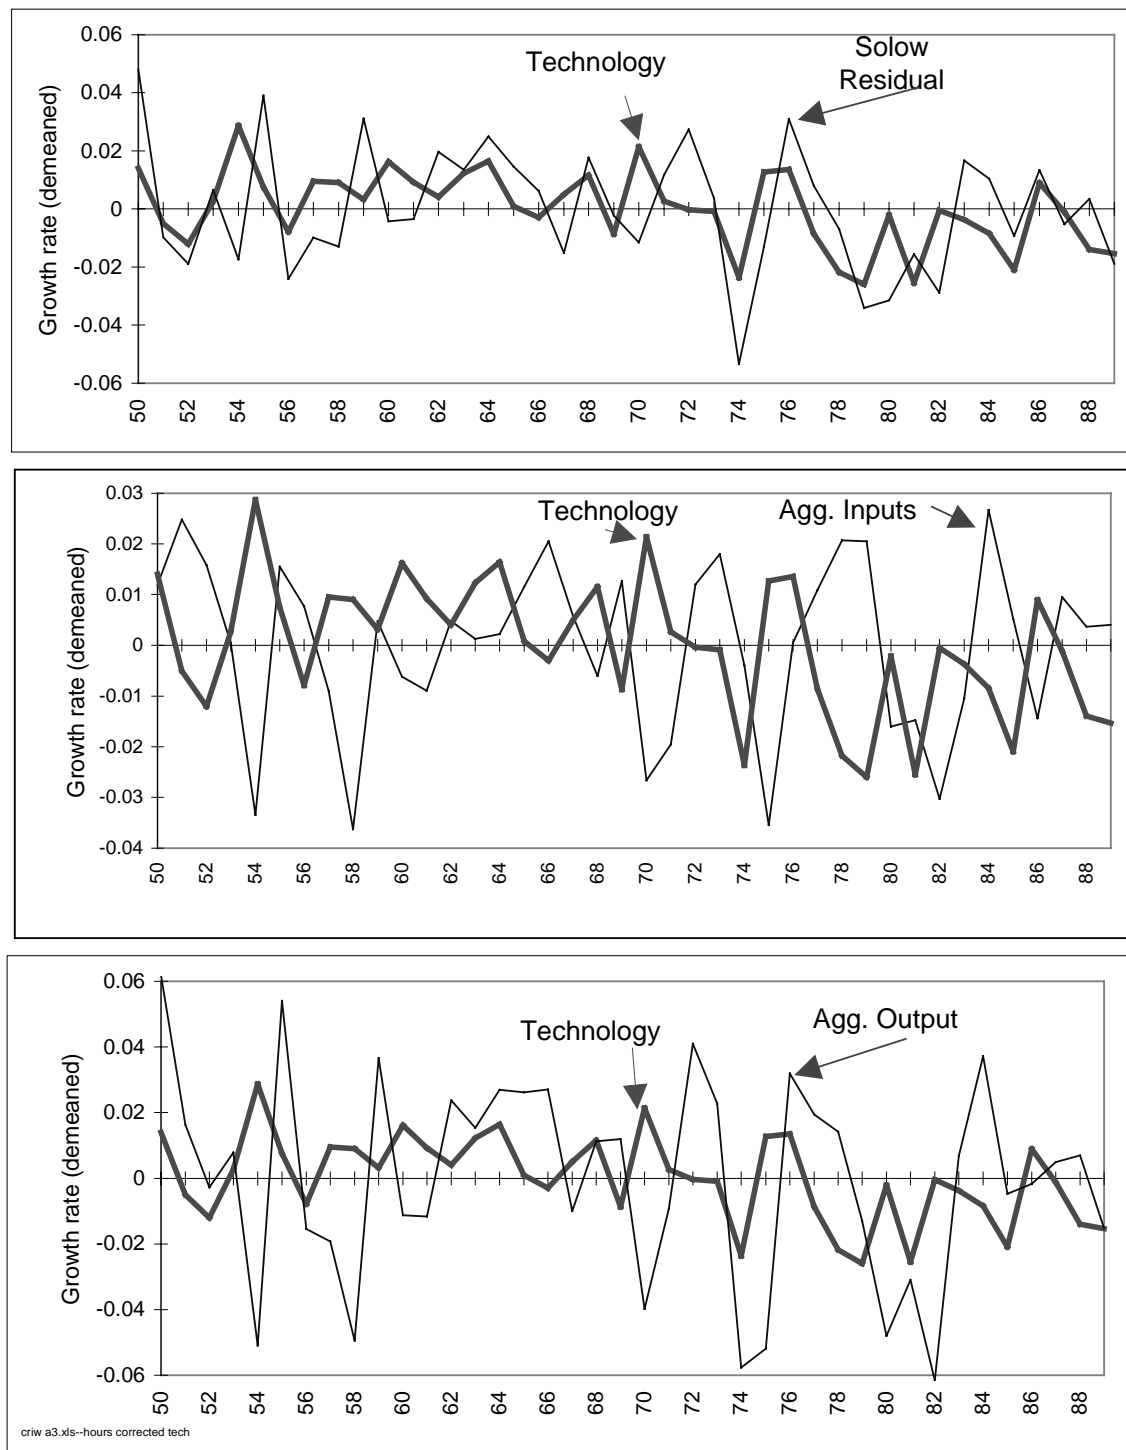 0.06
0.04
0.02
0
-0.02
-0.04
-0.06
Growth rate (demeaned)
Technology
Solow
Residual
50 52 54 56 58 60 62 64 66 68 70 72 74 76 78 80 82 84 86 88
0.03
0.02
0.01
0
-0.01
-0.02
-0.03
-0.04
Growth rate (demeaned)
Technology
Agg. Inputs
50 52 54 56 58 60 62 64 66 68 70 72 74 76 78 80 82 84 86 88
0.06
0.04
0.02
0
-0.02
-0.04
-0.06
Growth rate (demeaned)
Technology
Agg. Output
50 52 54 56 58 60 62 64 66 68 70 72 74 76 78 80 82 84 86 88
criw a3.xls--hours corrected tech